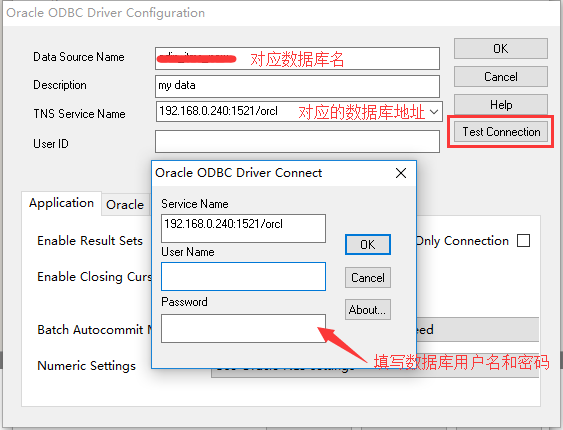 Oracle ODBC Driver Configuration
Data Source Name
对应数据库名
OK
Description
my data
Cancel
TNS Service Name
192.168.0.240:1521/orcl
对应的数据库地址
Help
User ID
Test Connection
Oracle ODBC Driver Connect
Application
Oracle
Service Name
192.168.0.240:1521/orcl
Enable Result Sets
OK
Only Connection
User Name
Enable Closing Curs
Cancel
Password
About...
Batch Autocommit M
eed
填写数据库用户名和密码
Numeric Settings